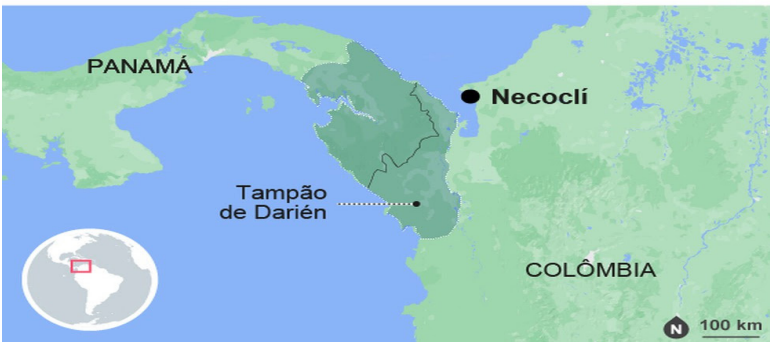 PANAMÁ
Necoclí
Tampão
de Darién
COLÔMBIA
N
100 km